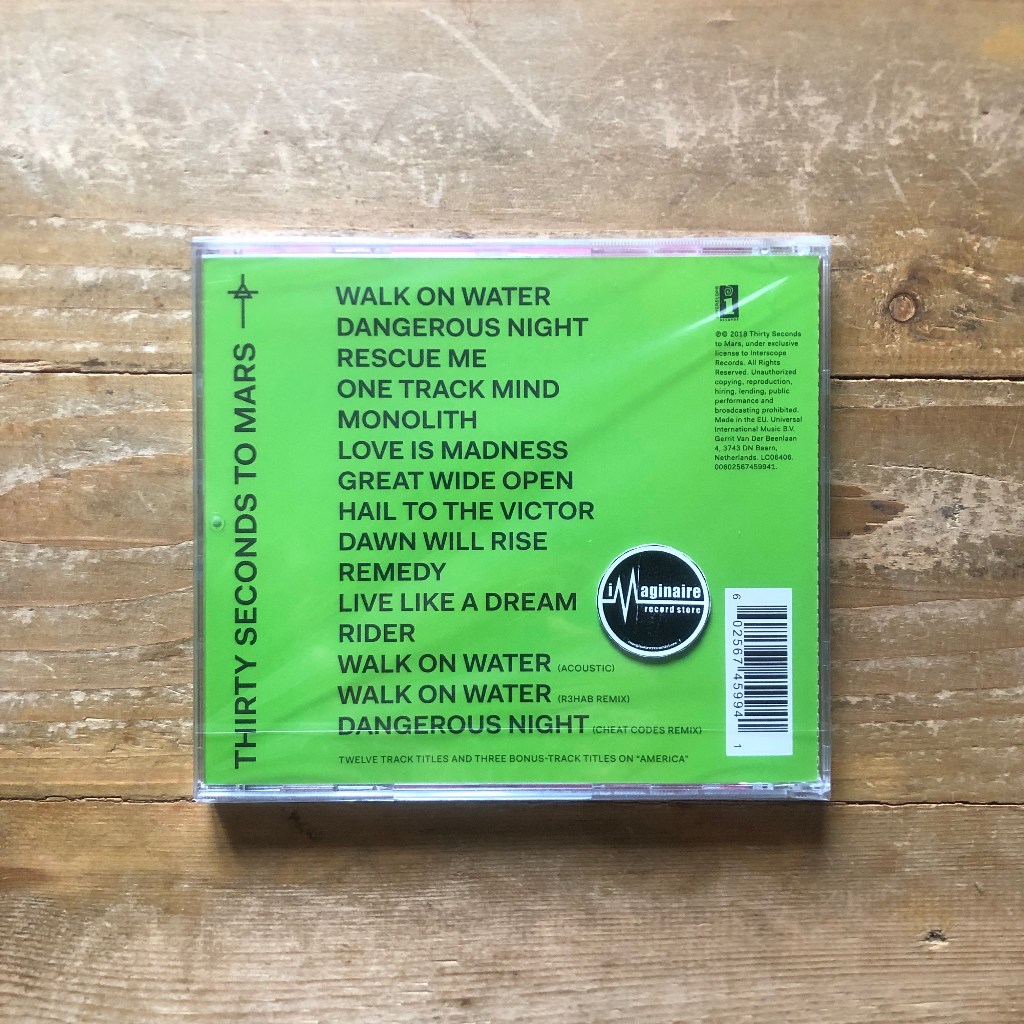 THIRTY SECONDS TO MARS
WALK ON WATER
DANGEROUS NIGHT
RESCUE ME
ONE TRACK MIND
MONOLITH
LOVE IS MADNESS
GREAT WIDE OPEN
HAIL TO THE VICTOR
DAWN WILL RISE
REMEDY
LIVE LIKE A DREAM
RIDER
WALK ON WATER (ACOUSTIC)
WALK ON WATER (R3HAB REMIX)
DANGEROUS NIGHT (CHEAT CODES REMIX)
TWELVE TRACK TITLES AND THREE BONUS-TRACK TITLES ON "AMERICA"
℗© 2018 Thirty Seconds
to Mars, under exclusive
license to Interscope
Records. All Rights
Reserved. Unauthorized
copying, reproduction,
hiring, lending, public
performance and
broadcasting prohibited.
Made in the EU. Universal
International Music B.V.
Gerrit Van Der Beenlaan
4, 3743 DN Baarn,
Netherlands. LC06406.
00602567459941.
iMaginaire
record store
6 02567 45994 1